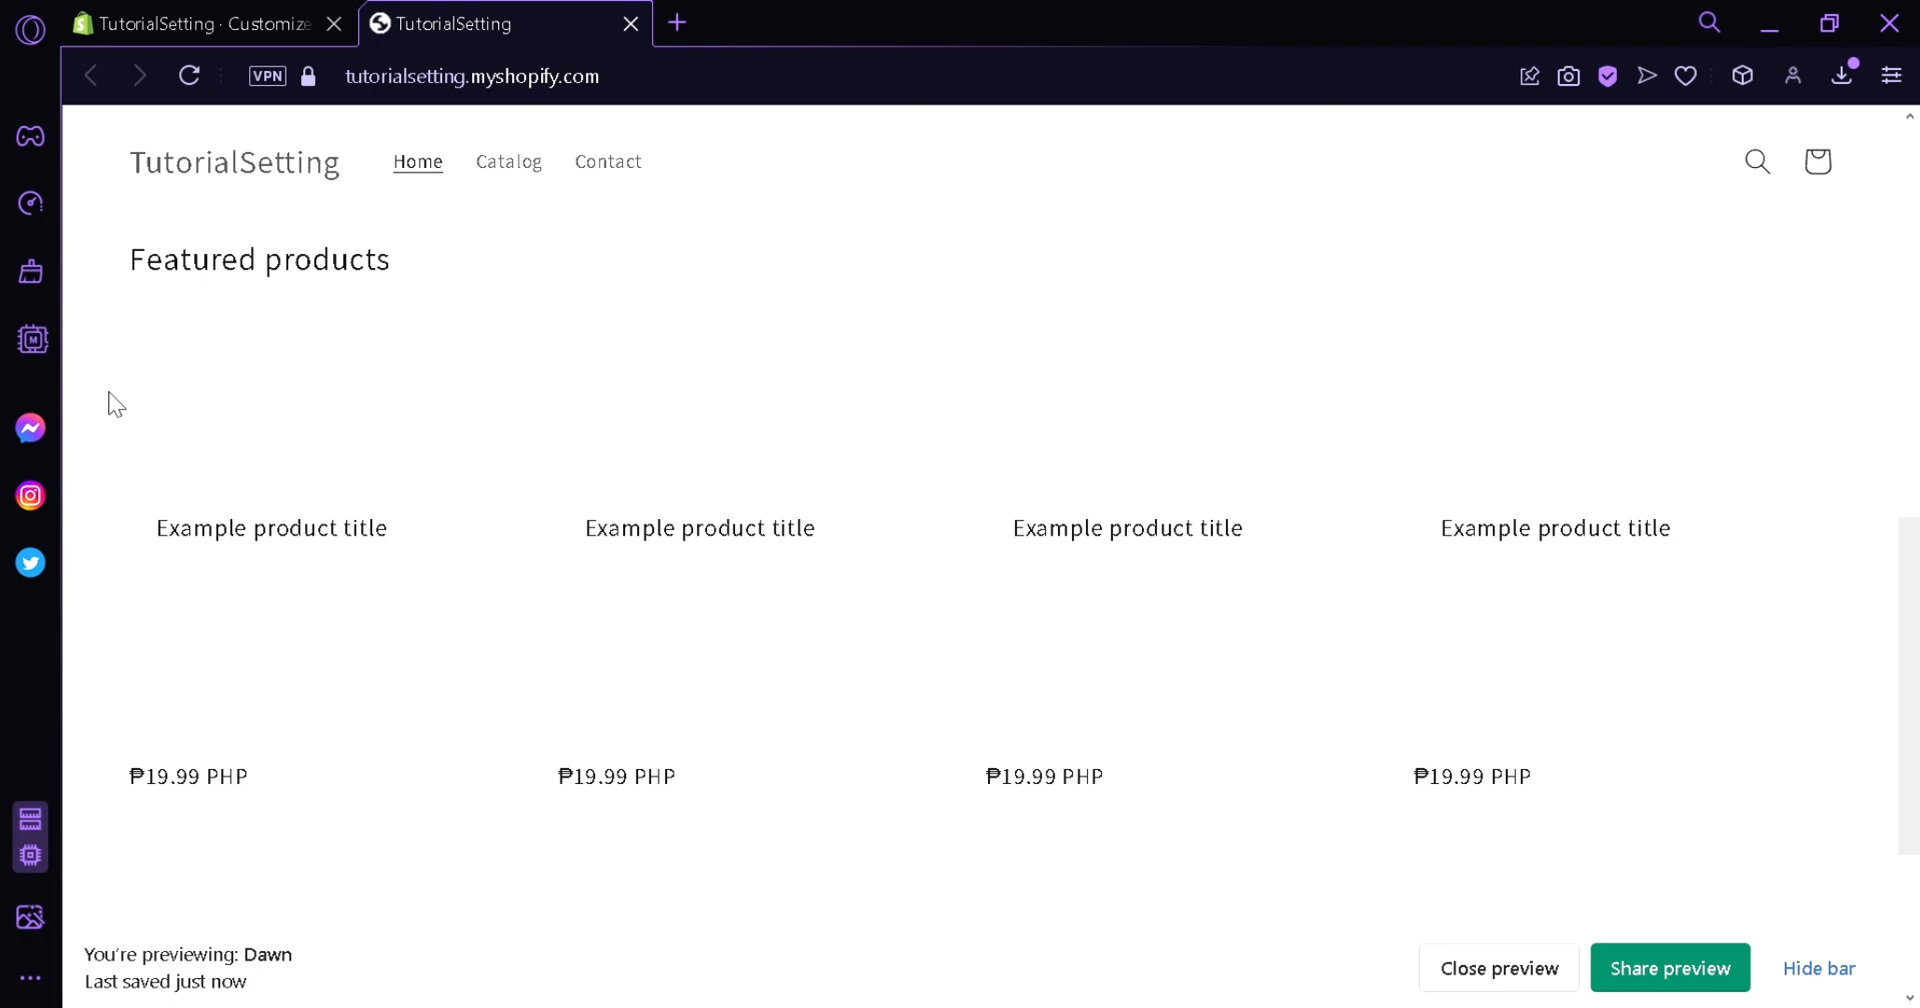 TutorialSetting · Customize
TutorialSetting
VPN
tutorialsetting.myshopify.com
TutorialSetting
Home
Catalog
Contact
Featured products
M
Example product title
Example product title
Example product title
Example product title
₱19.99 PHP
₱19.99 PHP
₱19.99 PHP
₱19.99 PHP
You're previewing: Dawn
Last saved just now
Close preview
Share preview
Hide bar